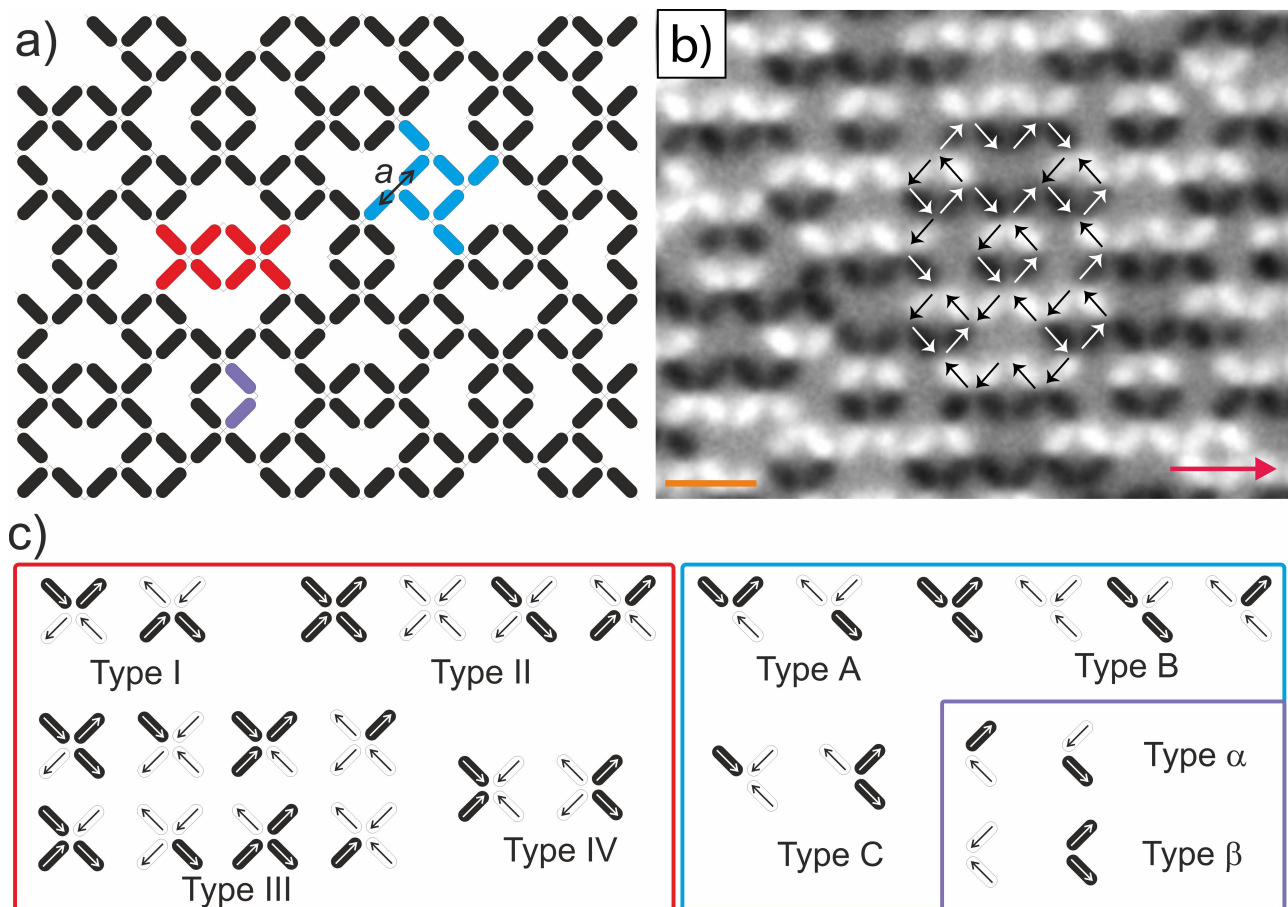 a)
b)
a
c)
Type I
Type II
Type A
Type B
Type III
Type IV
Type C
Type α
Type β